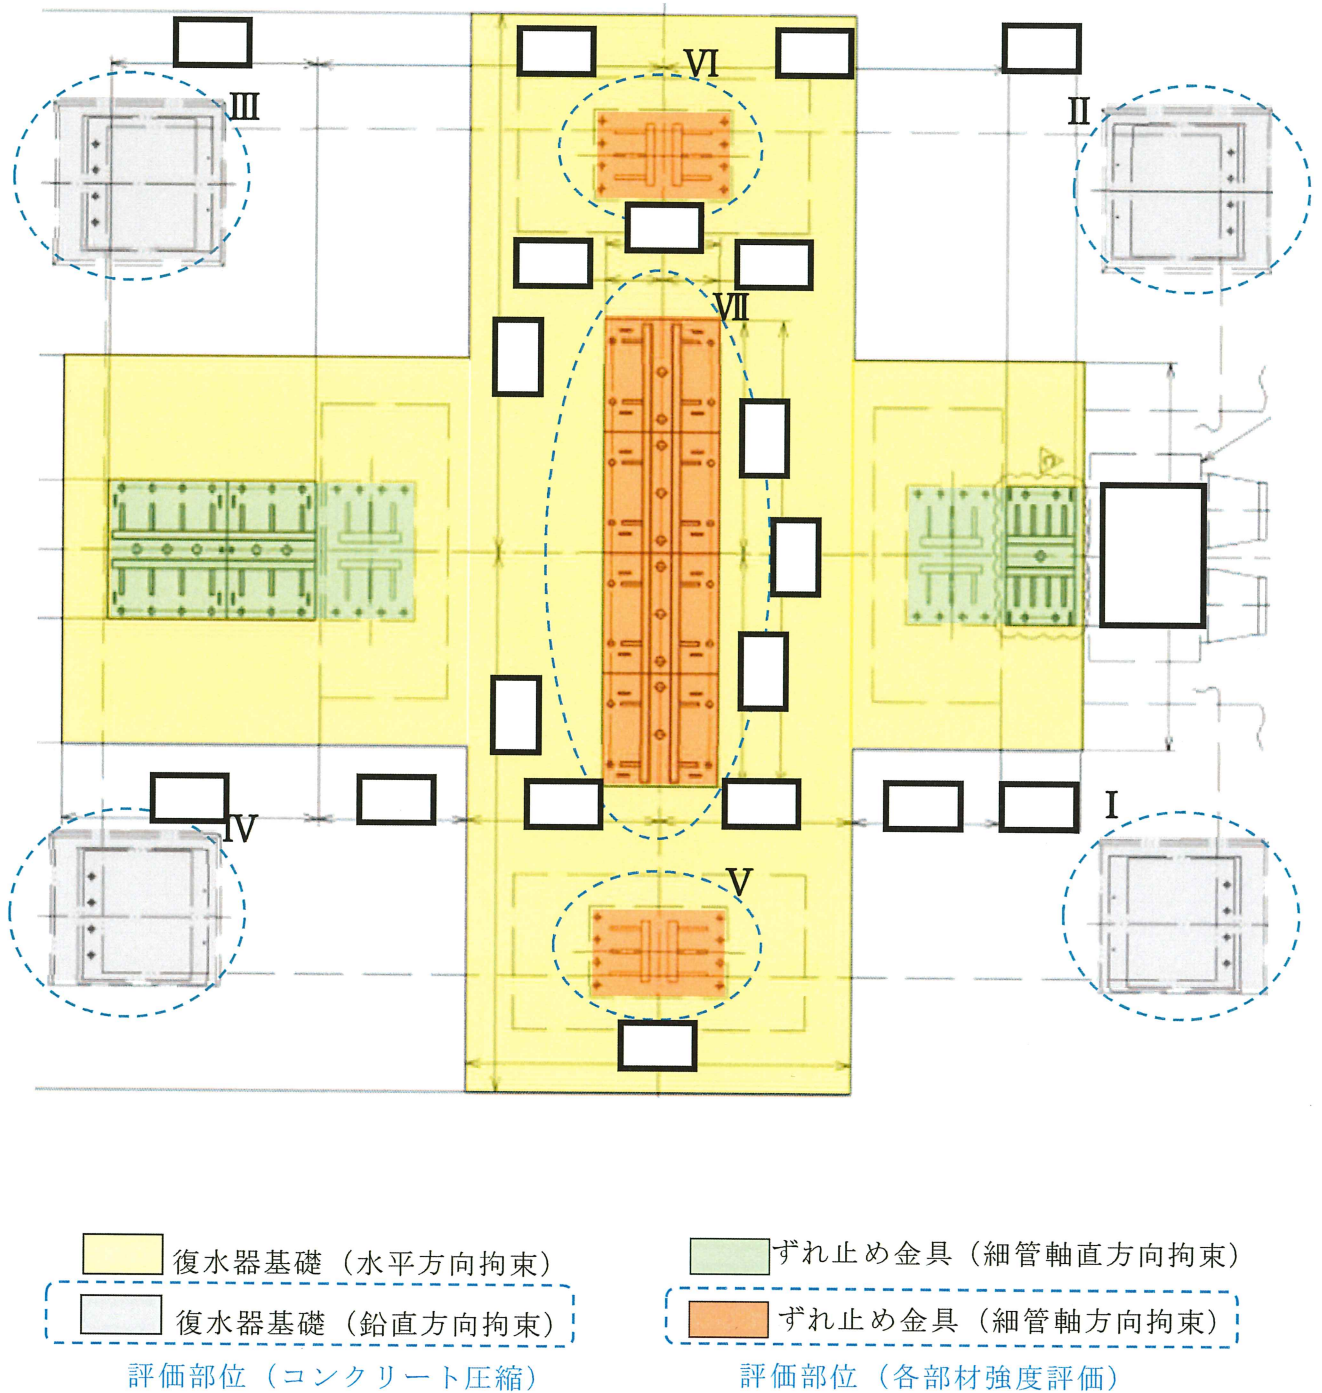 Ⅵ
Ⅲ
Ⅱ
Ⅶ
Ⅰ
Ⅳ
Ⅴ
復水器基礎（水平方向拘束）
ずれ止め金具（細管軸直方向拘束）
復水器基礎（鉛直方向拘束）
ずれ止め金具（細管軸方向拘束）
評価部位（コンクリート圧縮）
評価部位（各部材強度評価）